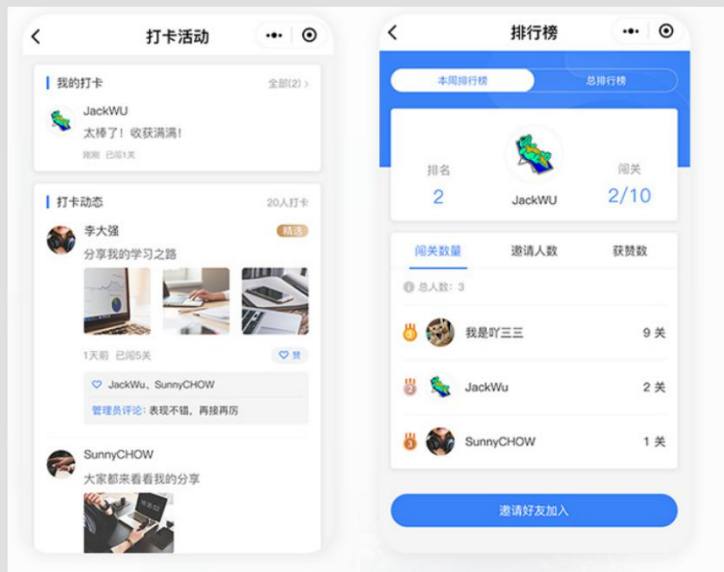 打卡活动
我的打卡
全部(2)
JackWU
太棒了！收获满满！
刚刚 已闯1关
打卡动态
20人打卡
李大强
精选
分享我的学习之路
1天前 已闯5关
赞
JackWu、SunnyCHOW
管理员评论: 表现不错，再接再厉
SunnyCHOW
大家都来看看我的分享
排行榜
本周排行榜
总排行榜
排名
闯关
2
JackWU
2/10
闯关数量
邀请人数
获赞数
总人数: 3
我是吖三三
9 关
JackWu
2 关
SunnyCHOW
1 关
邀请好友加入